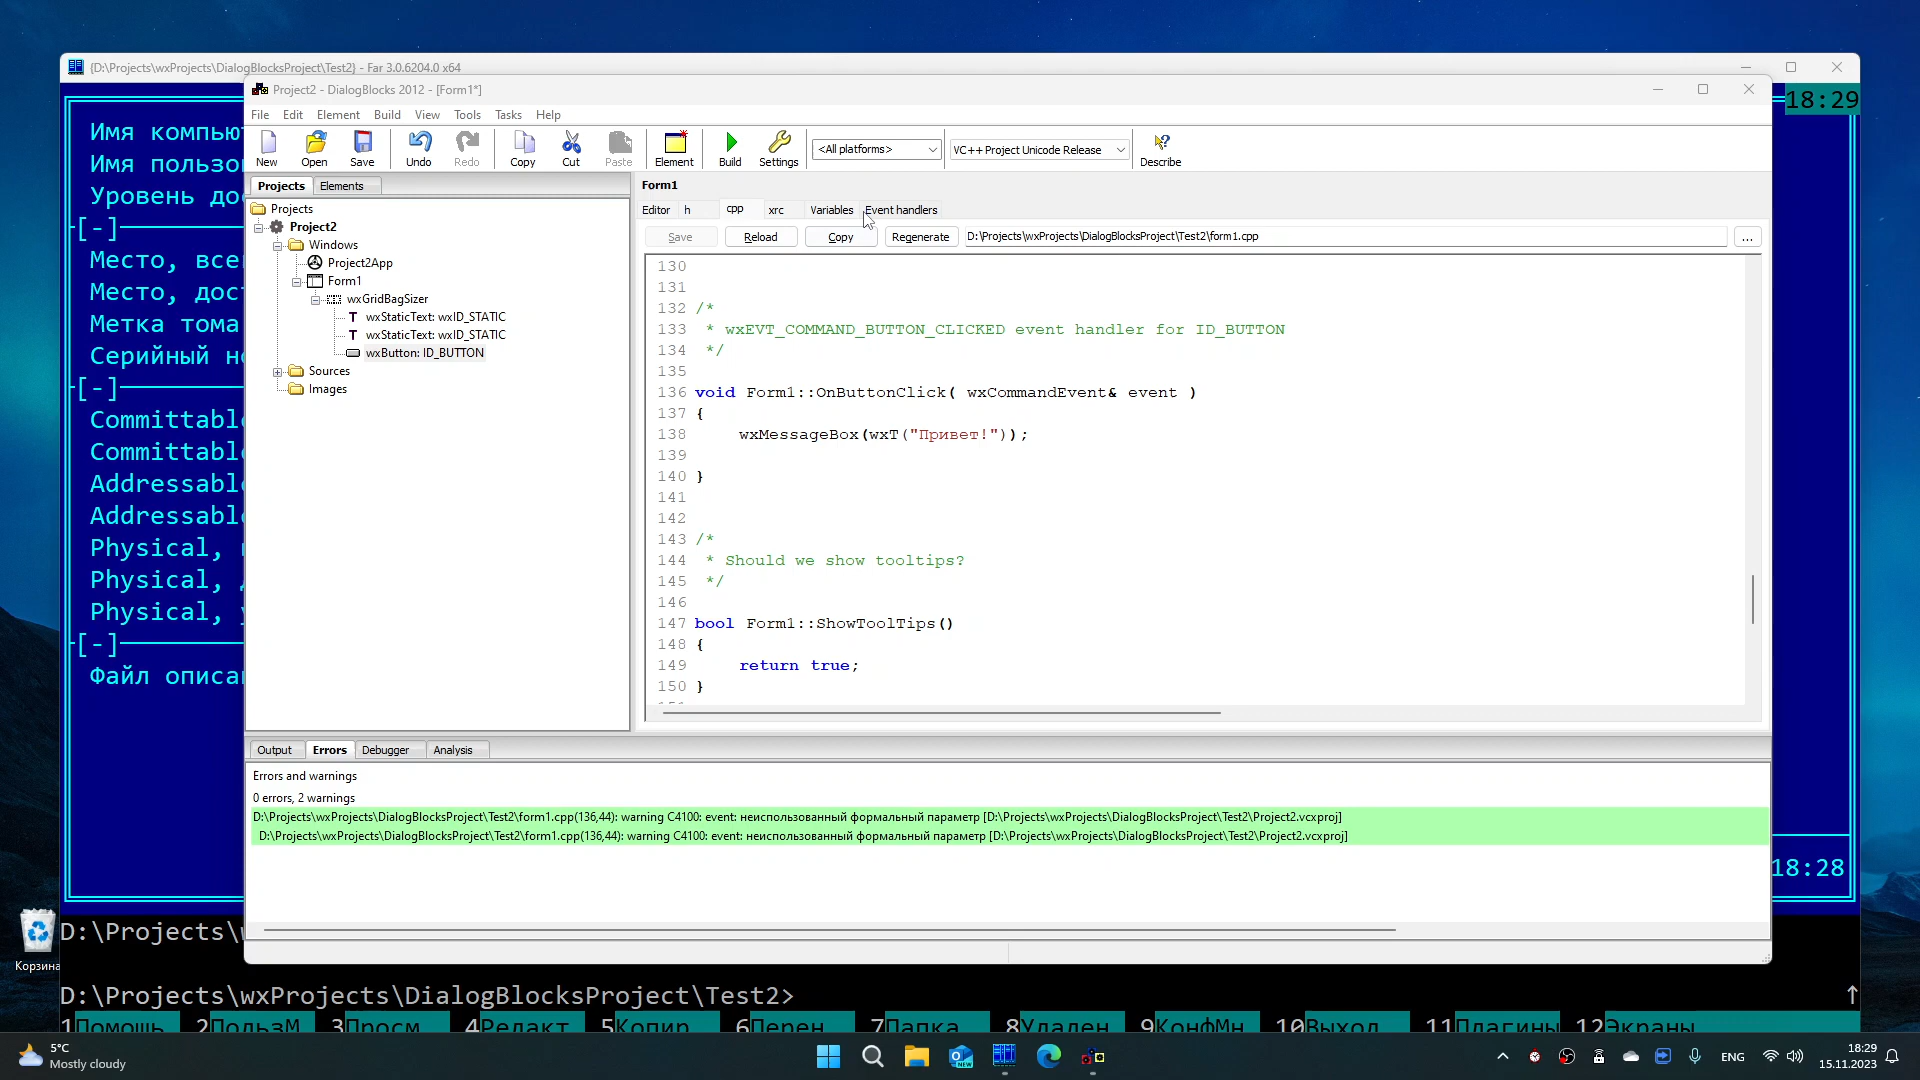 {D:\Projects\wxProjects\DialogBlocksProject\Test2} - Far 3.0.6204.0 x64
18:29
Имя
Имя
Уровень
[-]
Место,
Место,
Метка тома
Серийный
[-]
Addressable
Physical,
Physical,
Physical,
[-]
Файл
18:28
Project2 - DialogBlocks 2012 - [Form1*]
File Edit Element Build View Tools Tasks Help
New Open Save Undo Redo Copy Cut Paste Element Build Settings <All platforms> VC++ Project Unicode Release Describe
Projects Elements
Projects
Project2
Windows
Project2App
Form1
wxGridBagSizer
wxStaticText: wxID_STATIC
wxStaticText: wxID_STATIC
wxButton: ID_BUTTON
Sources
Images
Form1
Editor h cpp xrc Variables Event handlers
Save Reload Copy Regenerate D:\Projects\wxProjects\DialogBlocksProject\Test2\form1.cpp ...
130
131
132 /*
133 * wxEVT_COMMAND_BUTTON_CLICKED event handler for ID_BUTTON
134 */
135
136 void Form1::OnButtonClick( wxCommandEvent& event )
137 {
138 wxMessageBox(wxT("Привет!"));
139
140 }
141
142
143 /*
144 * Should we show tooltips?
145 */
146
147 bool Form1::ShowToolTips()
148 {
149 return true;
150 }
Output Errors Debugger Analysis
Errors and warnings
0 errors, 2 warnings
D:\Projects\wxProjects\DialogBlocksProject\Test2\form1.cpp(136,44): warning C4100: event: неиспользованный формальный параметр [D:\Projects\wxProjects\DialogBlocksProject\Test2\Project2.vcxproj]
D:\Projects\wxProjects\DialogBlocksProject\Test2\form1.cpp(136,44): warning C4100: event: неиспользованный формальный параметр [D:\Projects\wxProjects\DialogBlocksProject\Test2\Project2.vcxproj]
Корзина
D:\Projects\
D:\Projects\wxProjects\DialogBlocksProject\Test2>
1Помощь 2ПользМ 3Просм 4Редакт 5Копир 6Перен 7Папка 8Удален 9КонфМн 10Выход 11Плагины 12Экраны
5°C
Mostly cloudy
NEW
ENG
18:29
15.11.2023